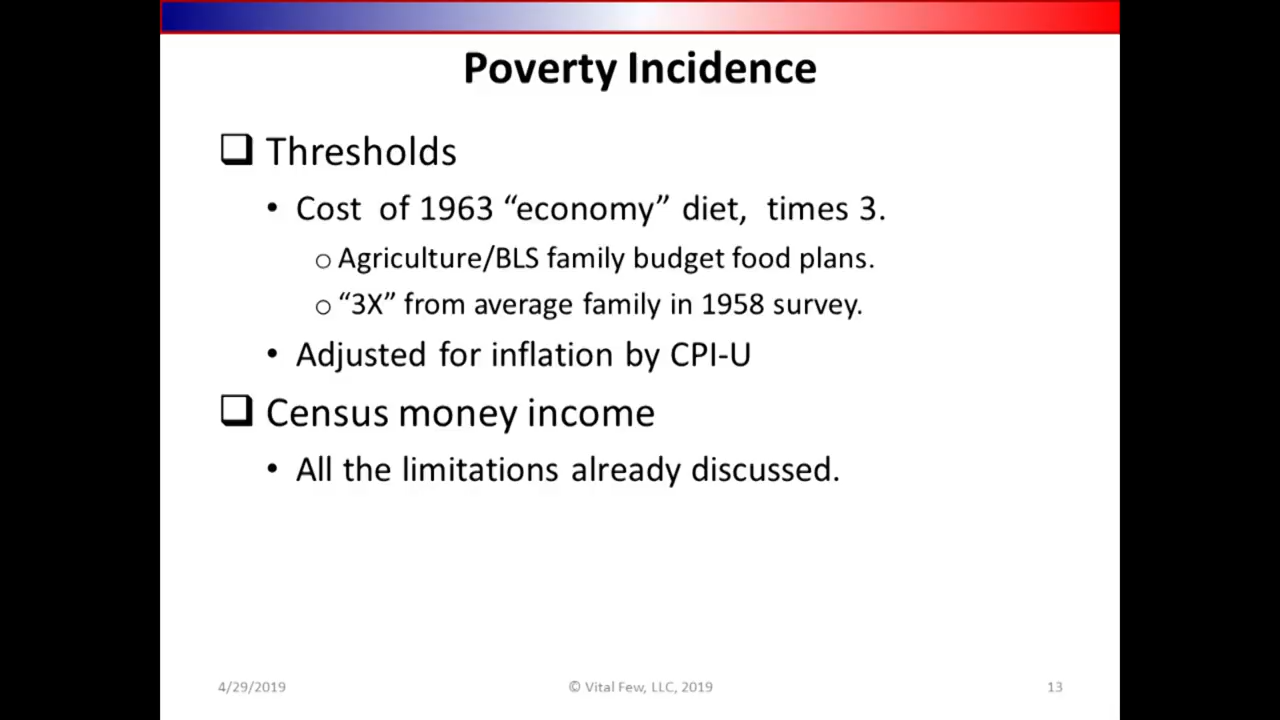 Poverty Incidence
❑ Thresholds
• Cost of 1963 “economy” diet, times 3.
o Agriculture/BLS family budget food plans.
o “3X” from average family in 1958 survey.
• Adjusted for inflation by CPI-U
❑ Census money income
• All the limitations already discussed.
4/29/2019 © Vital Few, LLC, 2019 13